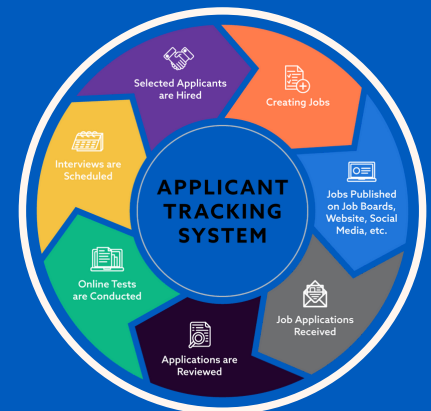 APPLICANT
TRACKING
SYSTEM
Creating Jobs
Jobs Published
on Job Boards,
Website, Social
Media, etc.
Job Applications
Received
Applications are
Reviewed
Online Tests
are Conducted
Interviews are
Scheduled
Selected Applicants
are Hired